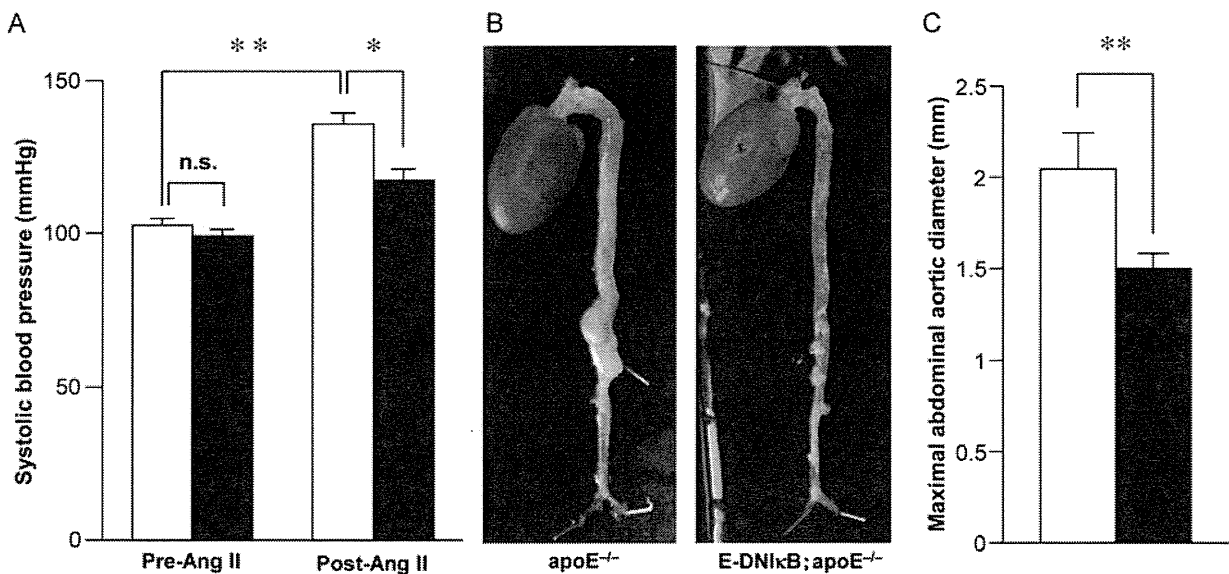 A
Systolic blood pressure (mmHg)
150
100
50
0
**
*
n.s.
Pre-Ang II
Post-Ang II
B
apoE–/–
E-DNIκB;apoE–/–
C
Maximal abdominal aortic diameter (mm)
**
2.5
2
1.5
1
0.5
0